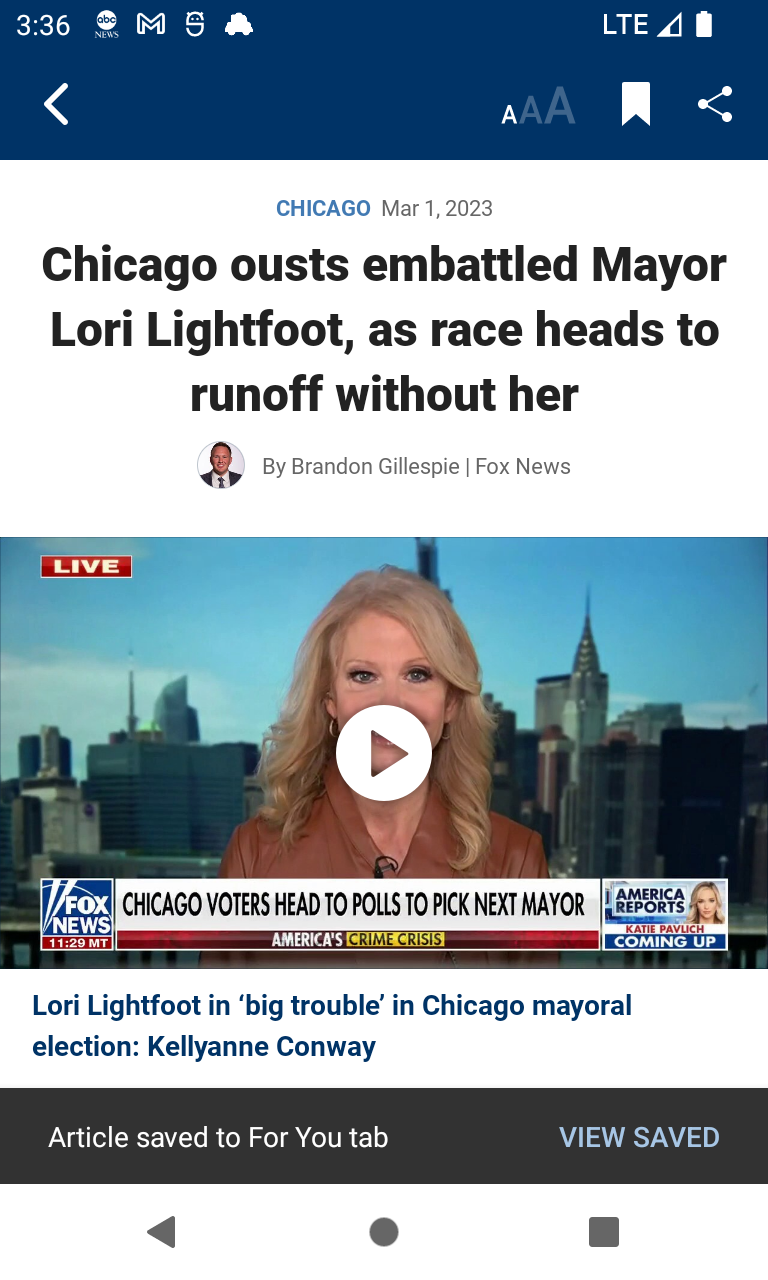 3:36
abc
NEWS
LTE
A A A
CHICAGO Mar 1, 2023
Chicago ousts embattled Mayor
Lori Lightfoot, as race heads to
runoff without her
By Brandon Gillespie | Fox News
LIVE
FOX
NEWS
11:29 MT
CHICAGO VOTERS HEAD TO POLLS TO PICK NEXT MAYOR
AMERICA'S CRIME CRISIS
AMERICA
REPORTS
KATIE PAVLICH
COMING UP
Lori Lightfoot in ‘big trouble’ in Chicago mayoral
election: Kellyanne Conway
Article saved to For You tab
VIEW SAVED